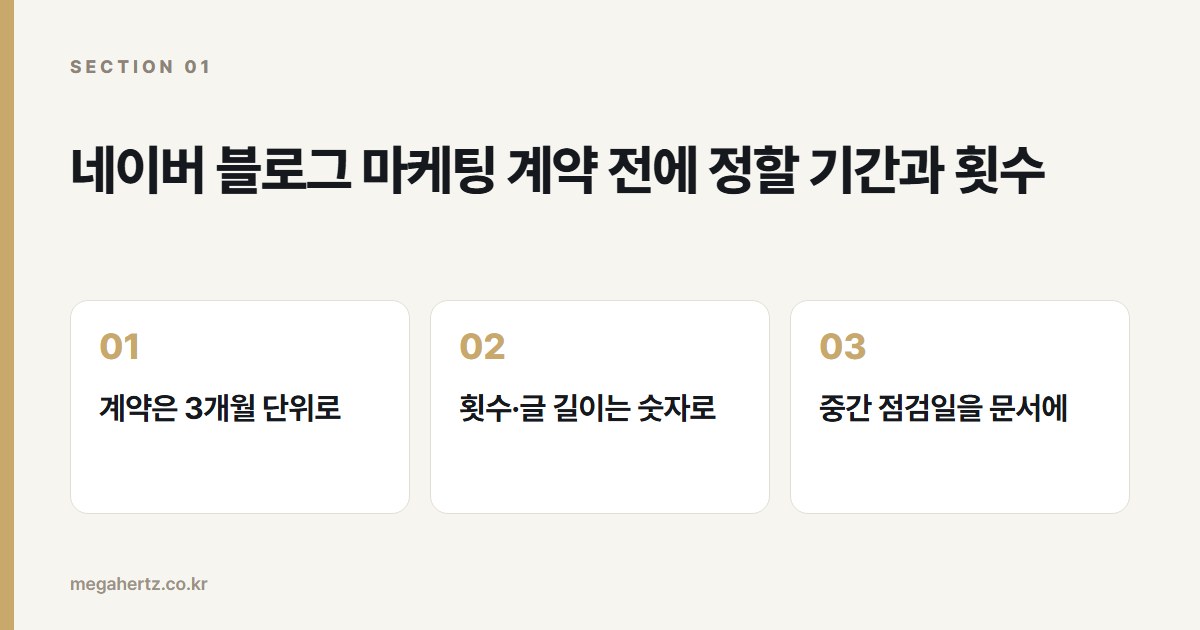 SECTION 01
네이버 블로그 마케팅 계약 전에 정할 기간과 횟수
01
계약은 3개월 단위로
02
횟수·글 길이는 숫자로
03
중간 점검일을 문서에
megahertz.co.kr